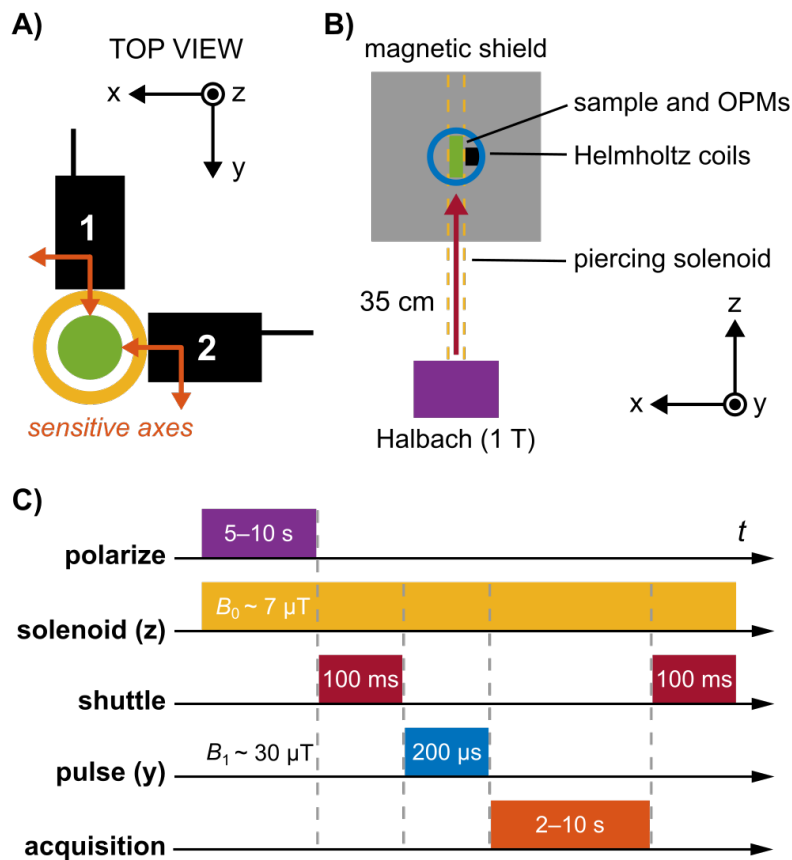 A)
TOP VIEW
x
z
y
1
2
sensitive axes
B)
magnetic shield
sample and OPMs
Helmholtz coils
piercing solenoid
35 cm
z
x
y
Halbach (1 T)
C)
5–10 s
t
polarize
B₀ ~ 7 µT
solenoid (z)
100 ms
100 ms
shuttle
B₁ ~ 30 µT
200 µs
pulse (y)
2–10 s
acquisition